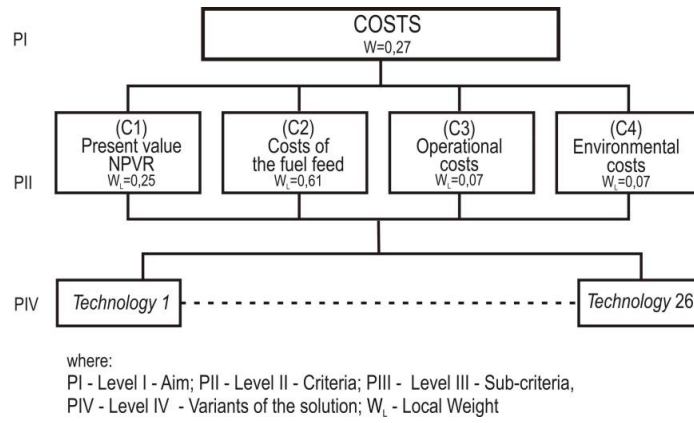 PI
COSTS
W=0,27
PII
(C1)
Present value
NPVR
WL=0,25
(C2)
Costs of
the fuel feed
WL=0,61
(C3)
Operational
costs
WL=0,07
(C4)
Environmental
costs
WL=0,07
PIV
Technology 1
Technology 26
where:
PI - Level I - Aim; PII - Level II - Criteria; PIII - Level III - Sub-criteria,
PIV - Level IV - Variants of the solution; WL - Local Weight